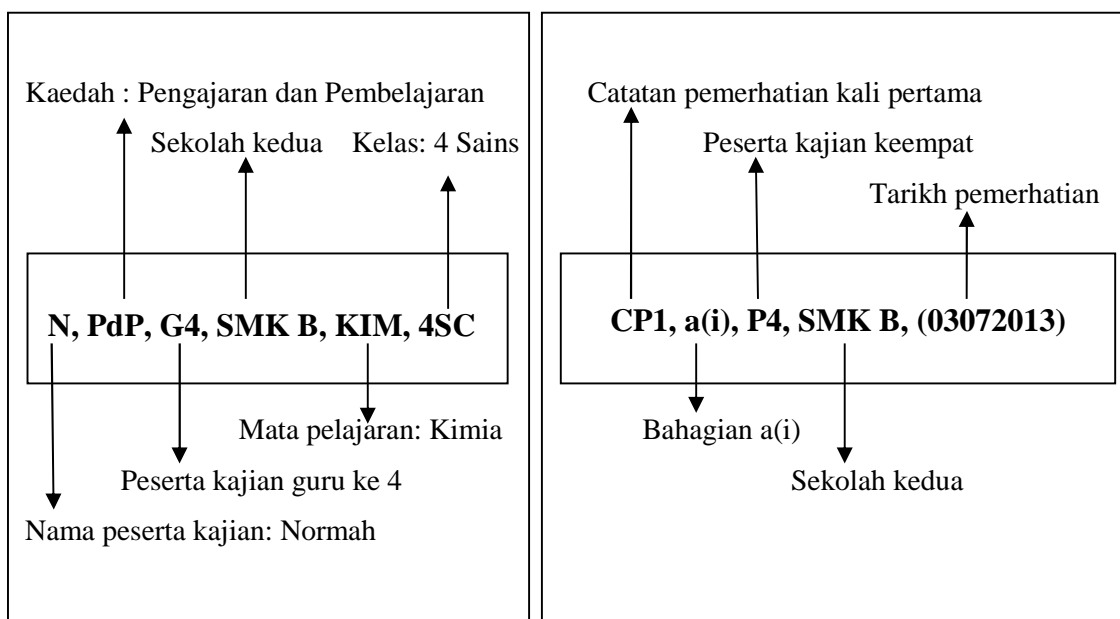 Kaedah : Pengajaran dan Pembelajaran
Sekolah kedua
Kelas: 4 Sains
N, PdP, G4, SMK B, KIM, 4SC
Mata pelajaran: Kimia
Peserta kajian guru ke 4
Nama peserta kajian: Normah
Catatan pemerhatian kali pertama
Peserta kajian keempat
Tarikh pemerhatian
CP1, a(i), P4, SMK B, (03072013)
Bahagian a(i)
Sekolah kedua